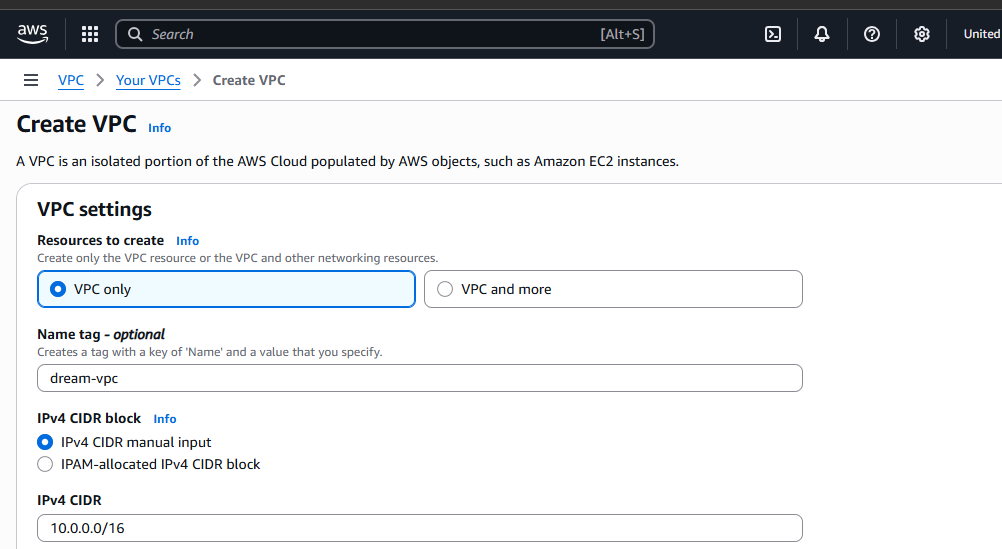 aws
Search [Alt+S] United
VPC > Your VPCs > Create VPC
Create VPC Info
A VPC is an isolated portion of the AWS Cloud populated by AWS objects, such as Amazon EC2 instances.
VPC settings
Resources to create Info
Create only the VPC resource or the VPC and other networking resources.
VPC only
VPC and more
Name tag - optional
Creates a tag with a key of 'Name' and a value that you specify.
dream-vpc
IPv4 CIDR block Info
IPv4 CIDR manual input
IPAM-allocated IPv4 CIDR block
IPv4 CIDR
10.0.0.0/16